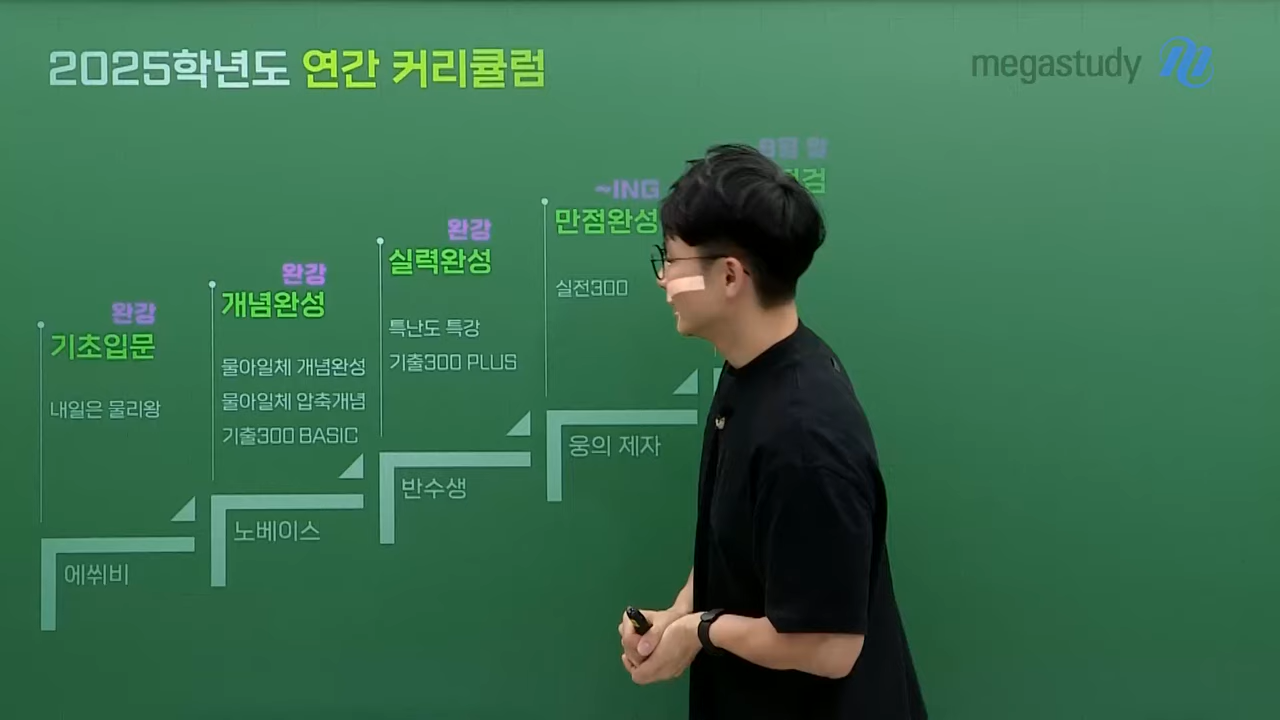 2025학년도 연간 커리큘럼
megastudy
완강
기초입문
내일은 물리왕
에쒸비
완강
개념완성
물아일체 개념완성
물아일체 압축개념
기출300 BASIC
노베이스
완강
실력완성
특난도 특강
기출300 PLUS
반수생
~ING
만점완성
실전300
웅의 제자